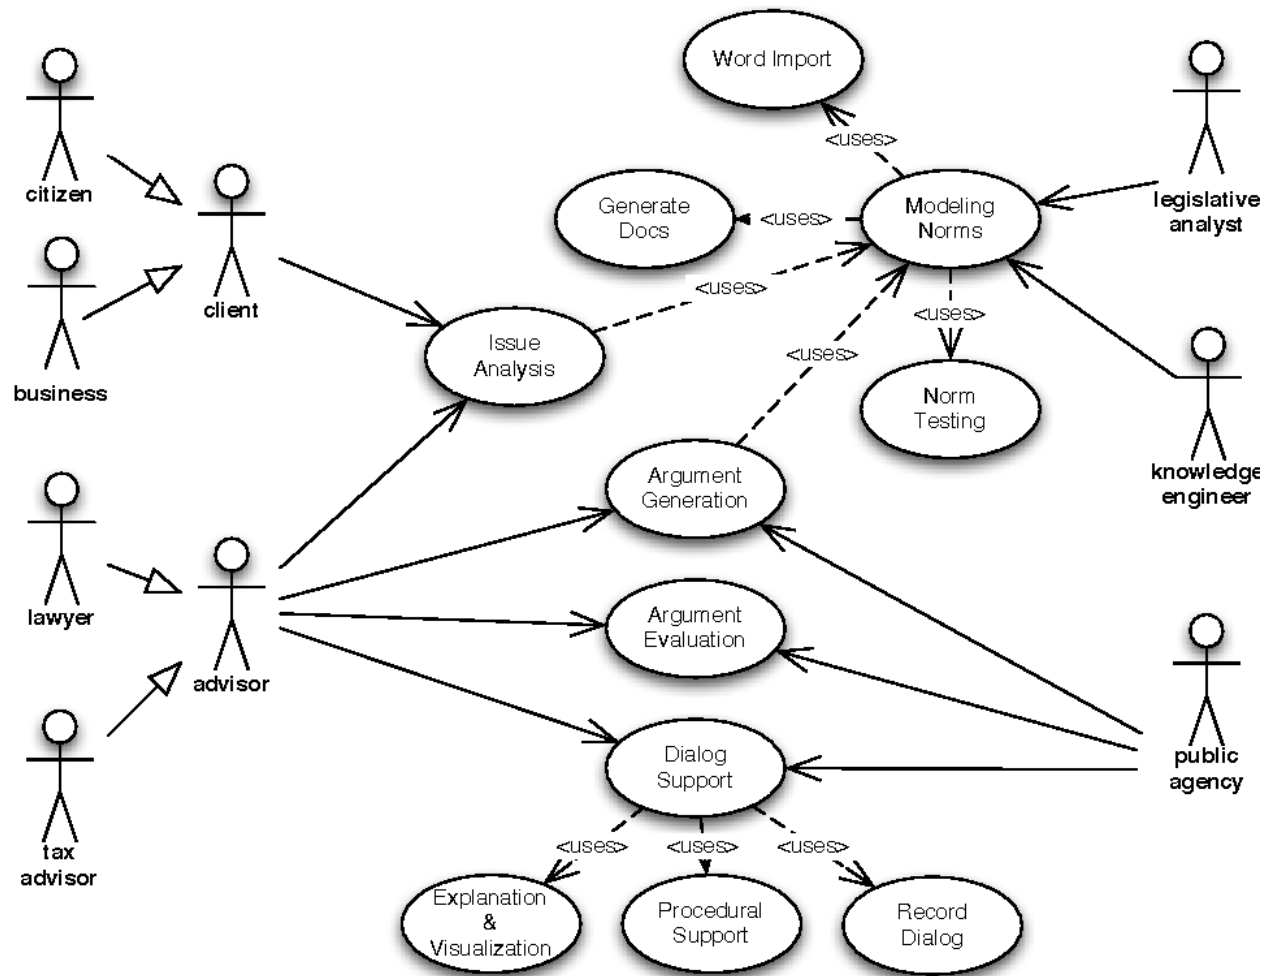 Word Import
<uses>
citizen
Generate
Docs
<uses>
Modeling
Norms
legislative
analyst
<uses>
client
business
Issue
Analysis
<uses>
<uses>
Norm
Testing
knowledge
engineer
Argument
Generation
lawyer
Argument
Evaluation
advisor
Dialog
Support
public
agency
tax
advisor
<uses>
<uses>
<uses>
Explanation
&
Visualization
Procedural
Support
Record
Dialog